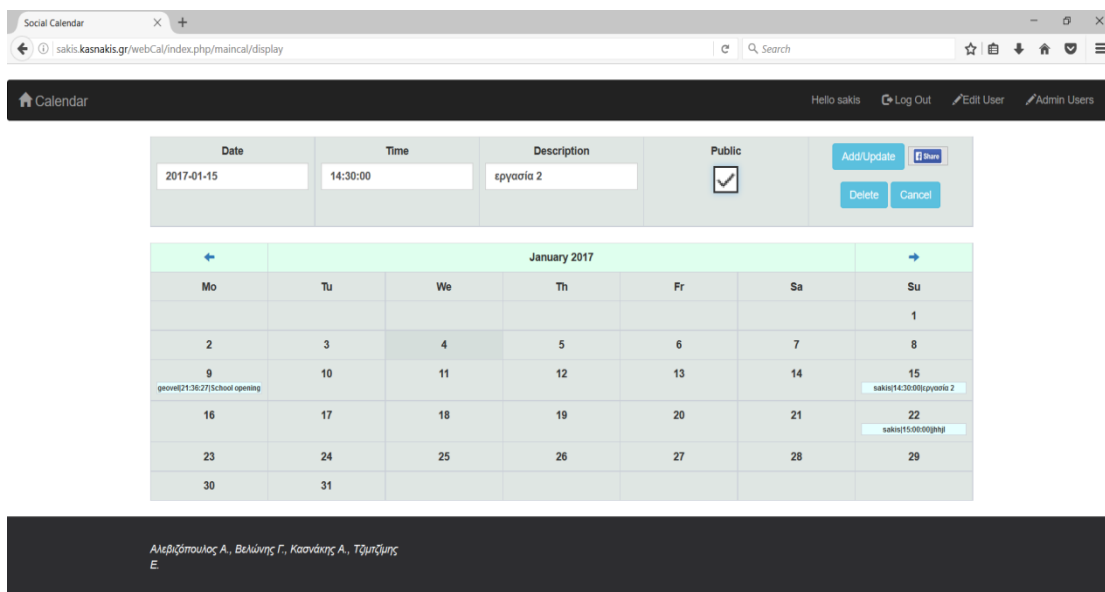 Social Calendar
sakis.kasnakis.gr/webCal/index.php/maincal/display
Search
Calendar
Hello sakis Log Out Edit User Admin Users
Date Time Description Public
Add/Update Share
2017-01-15 14:30:00 εργασία 2
Delete Cancel
January 2017
Mo Tu We Th Fr Sa Su
1
2 3 4 5 6 7 8
9 10 11 12 13 14 15
geovel|21:36:27|School opening sakis|14:30:00|εργασία 2
16 17 18 19 20 21 22
sakis|15:00:00|jhhjl
23 24 25 26 27 28 29
30 31
Αλεβιζόπουλος Α., Βελώνης Γ., Κασνάκης Α., Τζιμτζίμης
Ε.